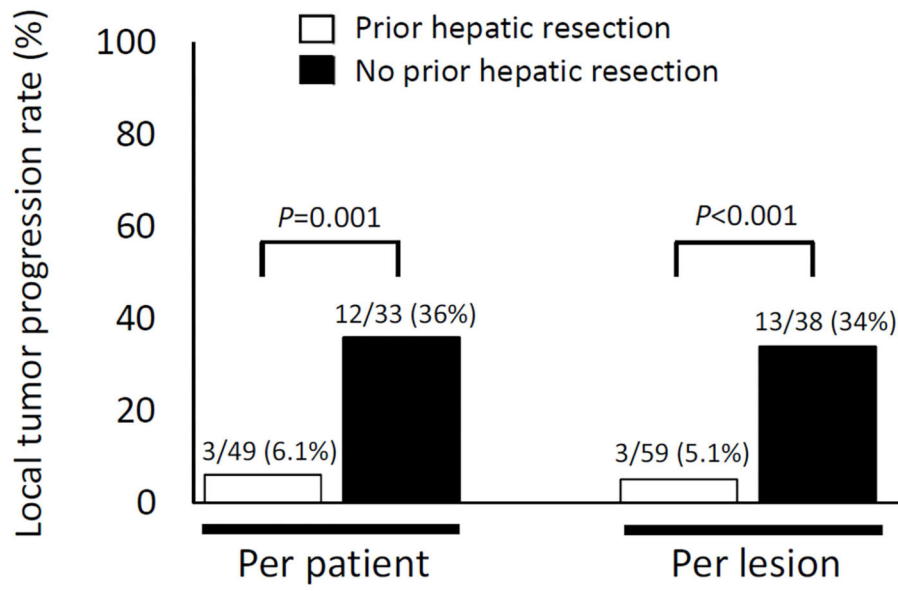 Local tumor progression rate (%)
100
80
60
40
20
0
Prior hepatic resection
No prior hepatic resection
P=0.001
P<0.001
3/49 (6.1%)
12/33 (36%)
3/59 (5.1%)
13/38 (34%)
Per patient
Per lesion